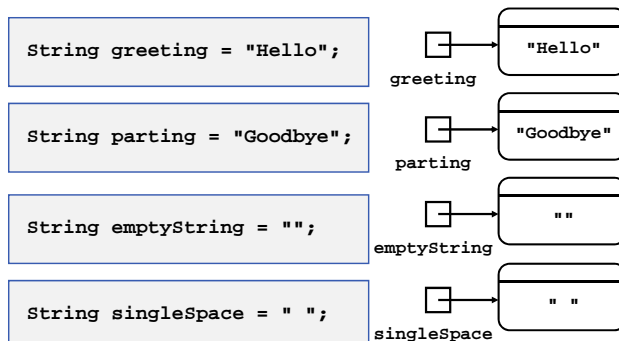 String greeting = "Hello";
"Hello"
greeting
String parting = "Goodbye";
"Goodbye"
parting
String emptyString = "";
""
emptyString
String singleSpace = " ";
" "
singleSpace